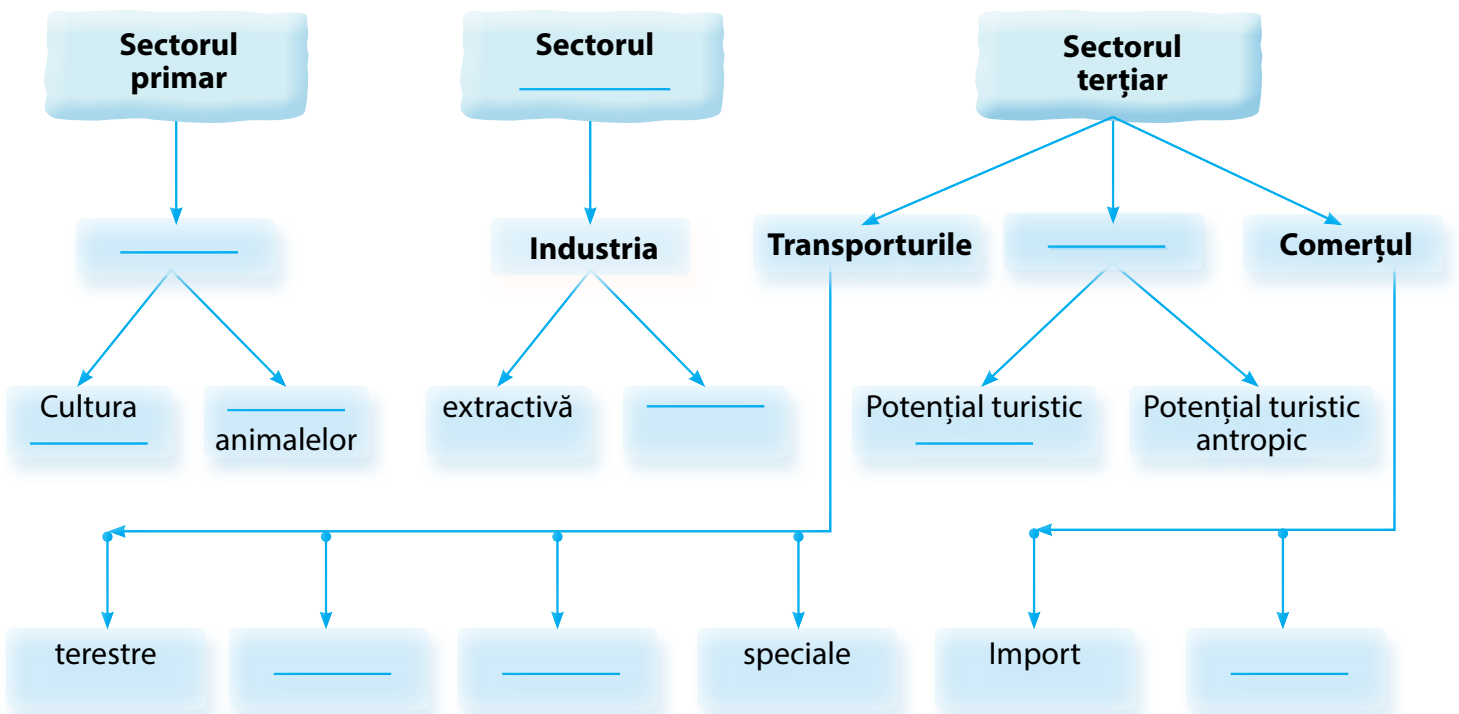 Sectorul
primar
Sectorul
Sectorul
terțiar
Industria
Transporturile
Comerțul
Cultura
animalelor
extractivă
Potențial turistic
Potențial turistic
antropic
terestre
speciale
Import